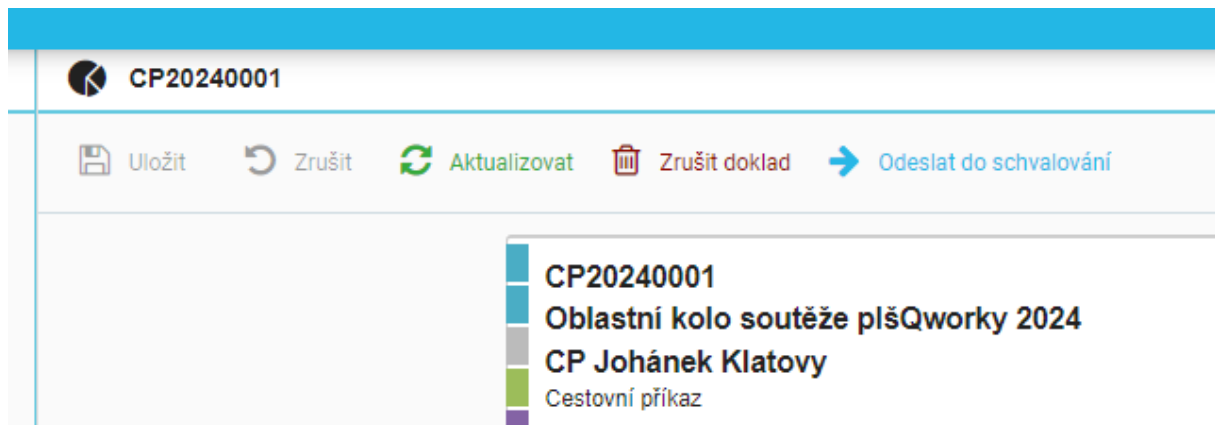 CP20240001
Uložit Zrušit Aktualizovat Zrušit doklad Odeslat do schvalování
CP20240001
Oblastní kolo soutěže plšQworky 2024
CP Johánek Klatovy
Cestovní příkaz